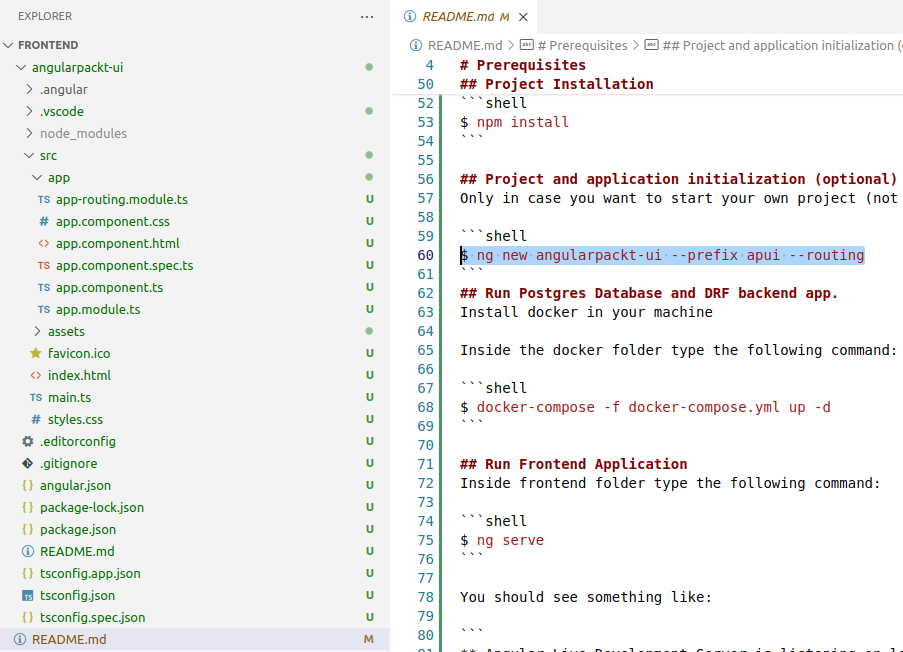 EXPLORER
FRONTEND
angularpackt-ui
.angular
.vscode
node_modules
src
app
TS app-routing.module.ts U
# app.component.css U
<> app.component.html U
TS app.component.spec.ts U
TS app.component.ts U
TS app.module.ts U
assets
favicon.ico U
<> index.html U
TS main.ts U
# styles.css U
.editorconfig U
.gitignore U
{} angular.json U
{} package-lock.json U
{} package.json U
README.md U
{} tsconfig.app.json U
TS tsconfig.json U
{} tsconfig.spec.json U
README.md M
README.md M
README.md > abc # Prerequisites > abc ## Project and application initialization (
4 # Prerequisites
50 ## Project Installation
52 ```shell
53 $ npm install
54 ```
55
56 ## Project and application initialization (optional)
57 Only in case you want to start your own project (not
58
59 ```shell
60 $ ng new angularpackt-ui --prefix apui --routing
61 ```
62 ## Run Postgres Database and DRF backend app.
63 Install docker in your machine
64
65 Inside the docker folder type the following command:
66
67 ```shell
68 $ docker-compose -f docker-compose.yml up -d
69 ```
70
71 ## Run Frontend Application
72 Inside frontend folder type the following command:
73
74 ```shell
75 $ ng serve
76 ```
77
78 You should see something like:
79
80 ```
81 ** Angular Live Development Server is listening on